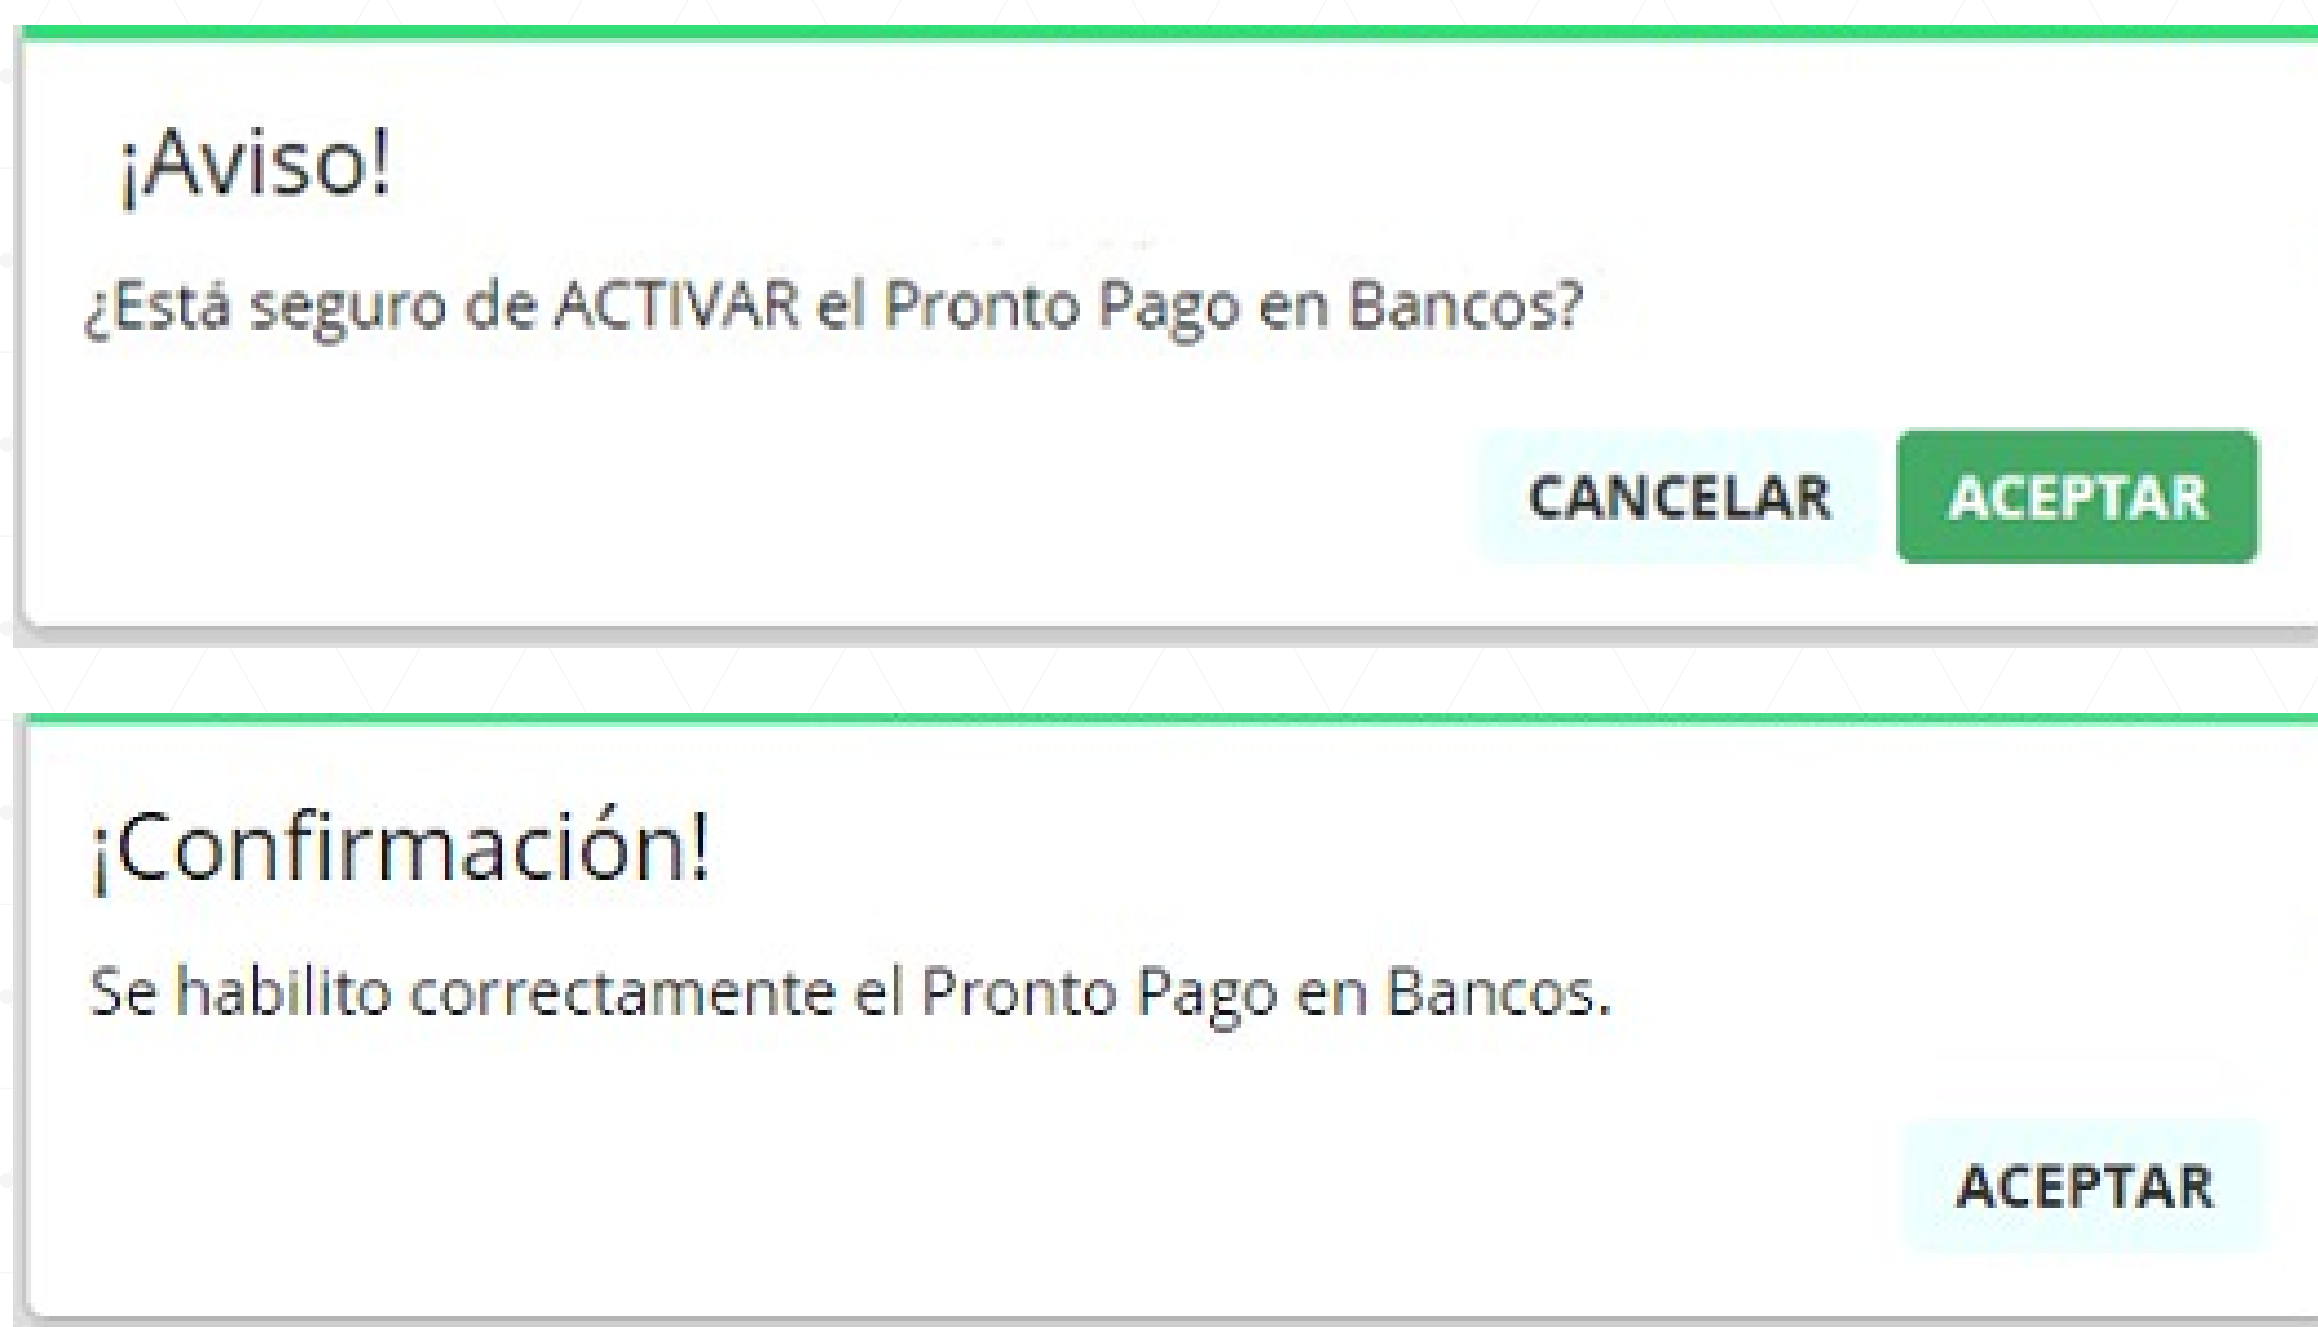 ¡Aviso!
¿Está seguro de ACTIVAR el Pronto Pago en Bancos?
CANCELAR ACEPTAR
¡Confirmación!
Se habilito correctamente el Pronto Pago en Bancos.
ACEPTAR